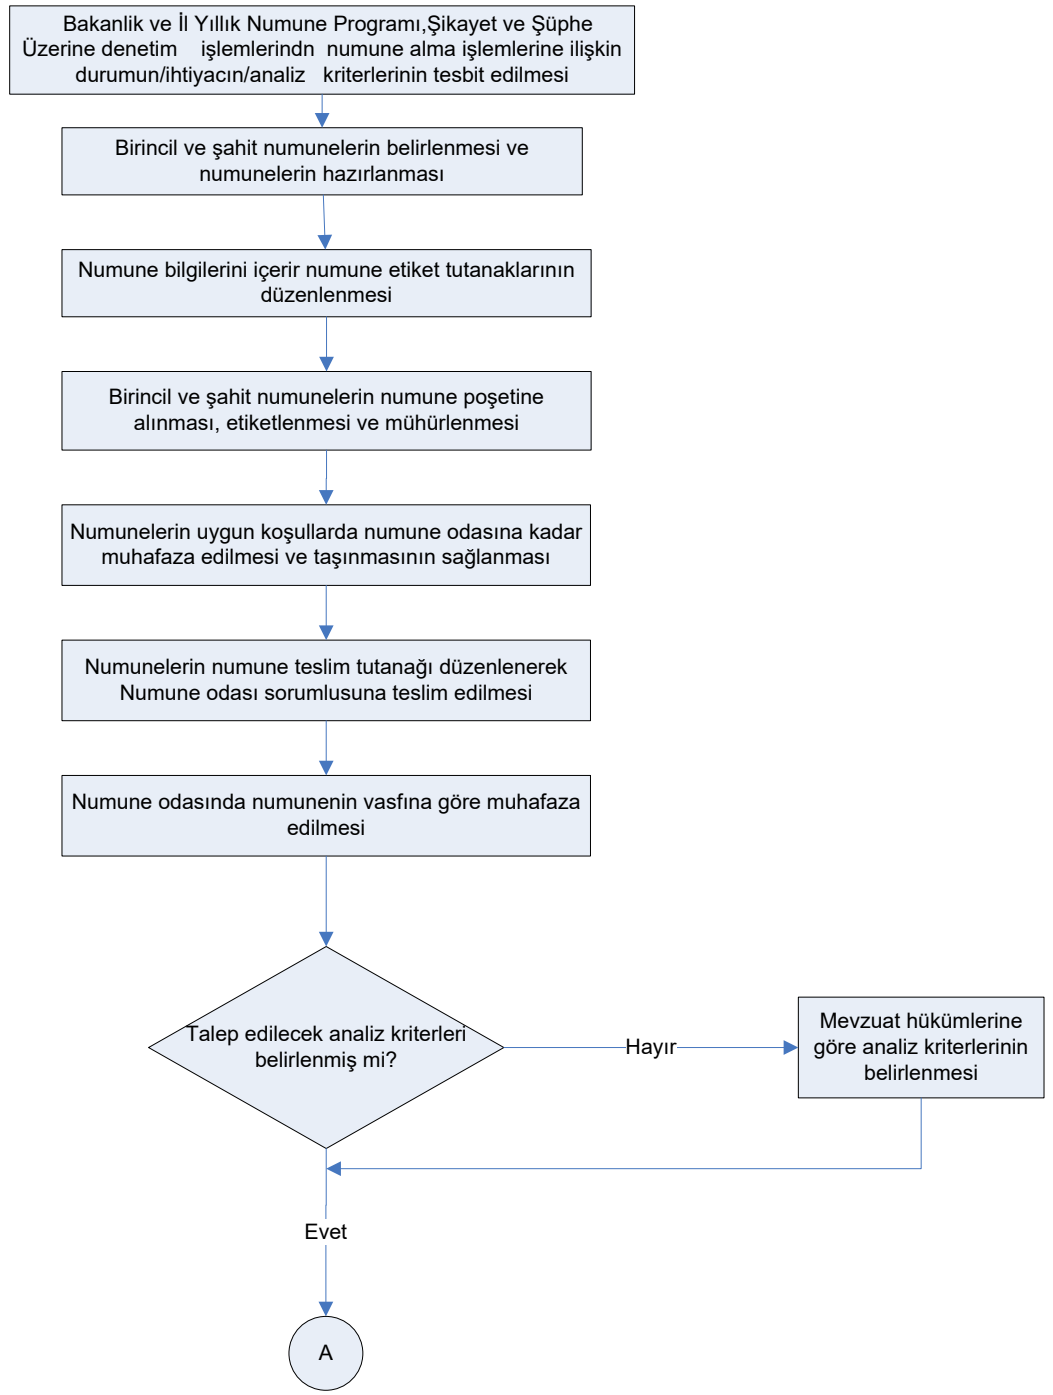 Bakanlik ve İl Yıllık Numune Programı,Şikayet ve Şüphe
Üzerine denetim işlemlerindn numune alma işlemlerine ilişkin
durumun/ihtiyacın/analiz kriterlerinin tesbit edilmesi
Birincil ve şahit numunelerin belirlenmesi ve
numunelerin hazırlanması
Numune bilgilerini içerir numune etiket tutanaklarının
düzenlenmesi
Birincil ve şahit numunelerin numune poşetine
alınması, etiketlenmesi ve mühürlenmesi
Numunelerin uygun koşullarda numune odasına kadar
muhafaza edilmesi ve taşınmasının sağlanması
Numunelerin numune teslim tutanağı düzenlenerek
Numune odası sorumlusuna teslim edilmesi
Numune odasında numunenin vasfına göre muhafaza
edilmesi
Talep edilecek analiz kriterleri
belirlenmiş mi?
Hayır
Mevzuat hükümlerine
göre analiz kriterlerinin
belirlenmesi
Evet
A